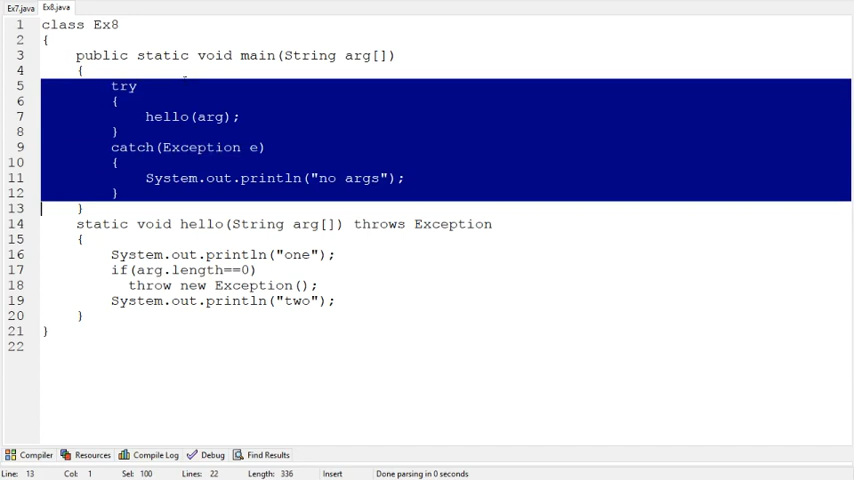 Ex7.java Ex8.java
1 class Ex8
2 {
3 public static void main(String arg[])
4 {
5 try
6 {
7 hello(arg);
8 }
9 catch(Exception e)
10 {
11 System.out.println("no args");
12 }
13 }
14 static void hello(String arg[]) throws Exception
15 {
16 System.out.println("one");
17 if(arg.length==0)
18 throw new Exception();
19 System.out.println("two");
20 }
21 }
22
Compiler Resources Compile Log Debug Find Results
Line: 13 Col: 1 Sel: 100 Lines: 22 Length: 336 Insert Done parsing in 0 seconds